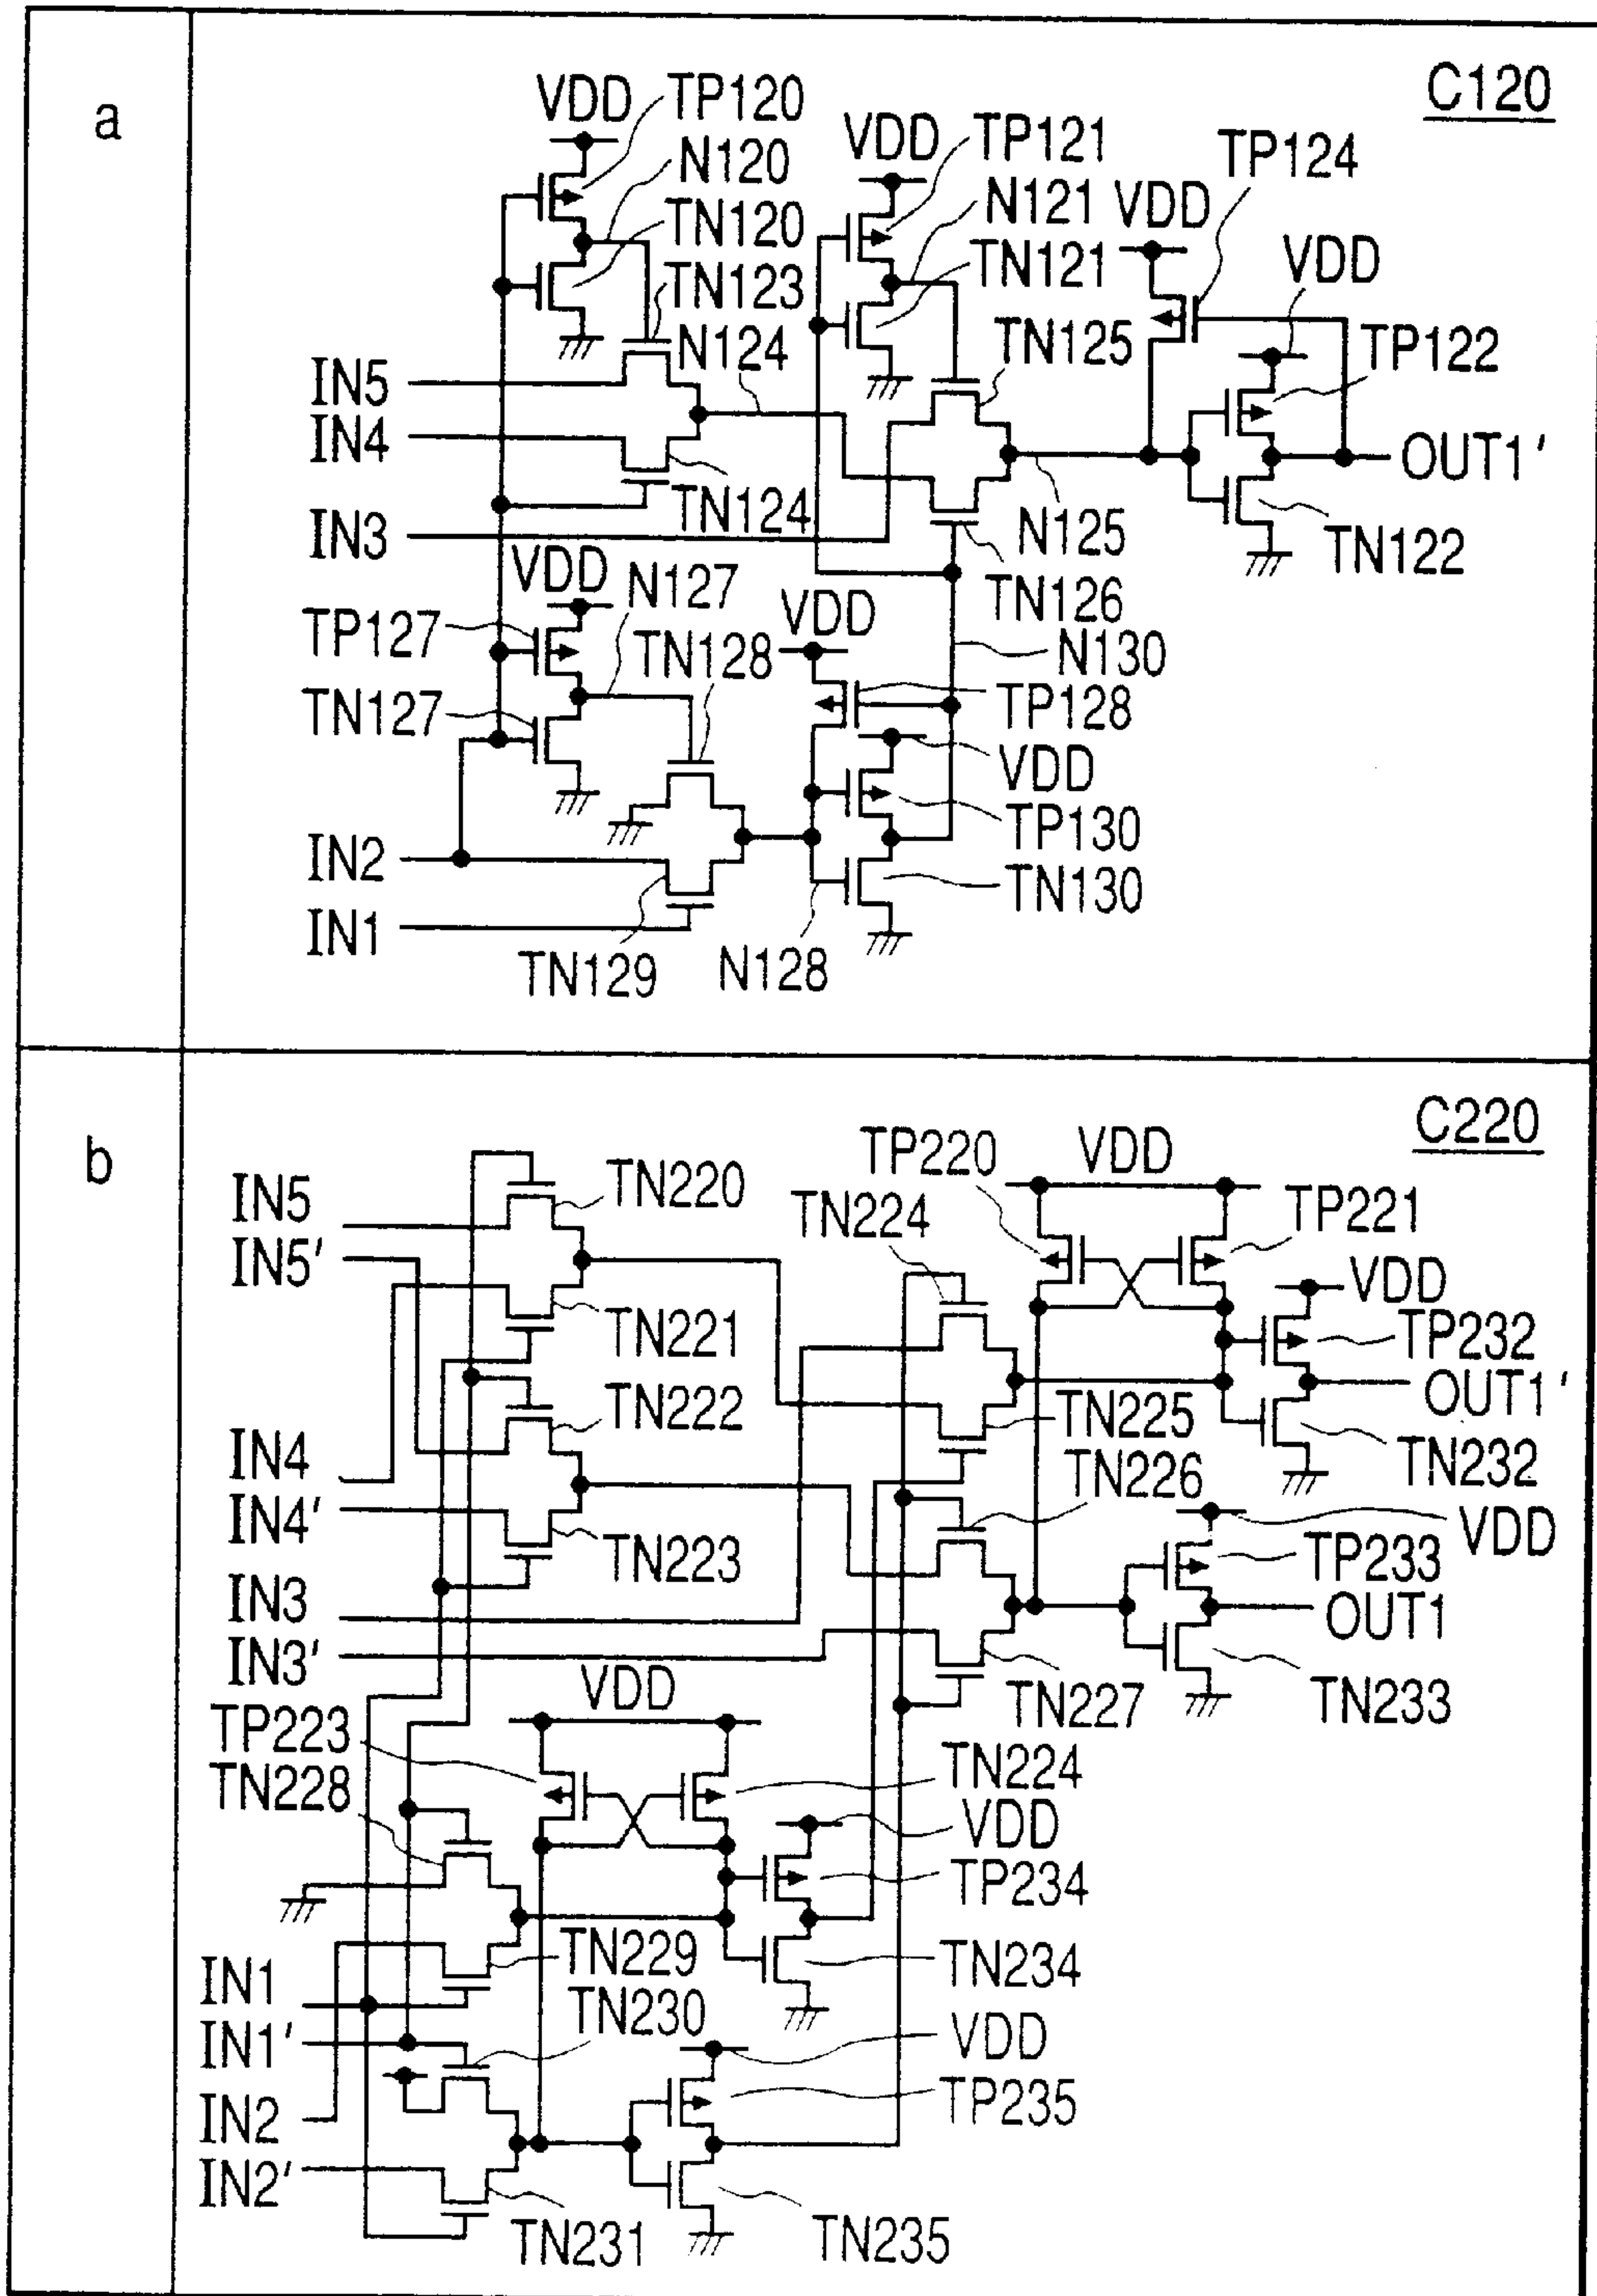 a
C120
VDD
TP120
N120
TN120
TN123
N124
VDD
TP121
N121
TN121
TN125
TP124
VDD
VDD
TP122
IN5
IN4
TN124
IN3
OUT1'
N125
TN122
TN126
VDD
N127
TP127
TN128
TN127
VDD
N130
TP128
VDD
TP130
TN130
IN2
IN1
TN129
N128
b
C220
TP220
VDD
TN224
TP221
IN5
TN220
IN5'
VDD
TN221
TP232
OUT1'
TN222
TN225
IN4
TN226
TN232
IN4'
TN223
VDD
TP233
IN3
OUT1
IN3'
VDD
TN227
TN233
TP223
TN228
TN224
VDD
TP234
TN229
TN234
IN1
TN230
IN1'
VDD
IN2
TP235
IN2'
TN231
TN235